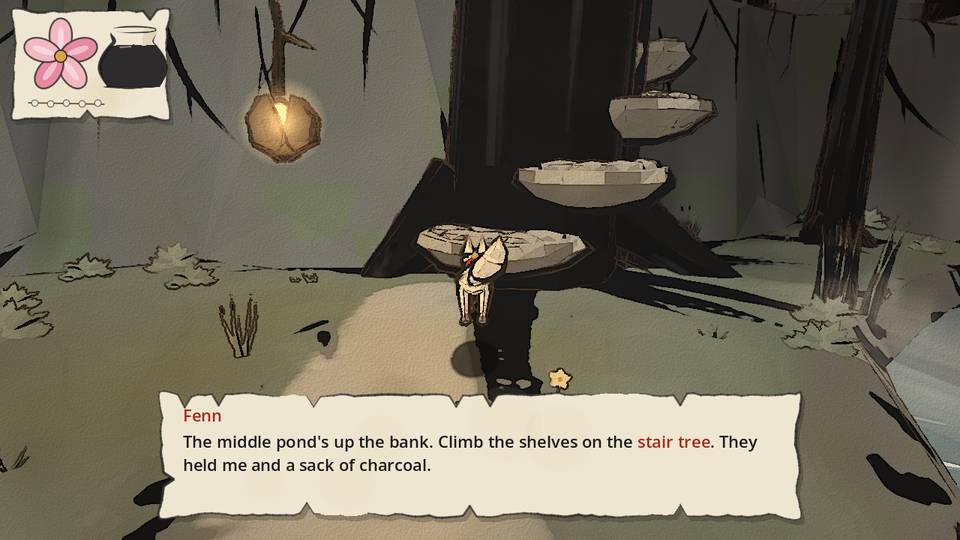 Fenn
The middle pond's up the bank. Climb the shelves on the stair tree. They
held me and a sack of charcoal.